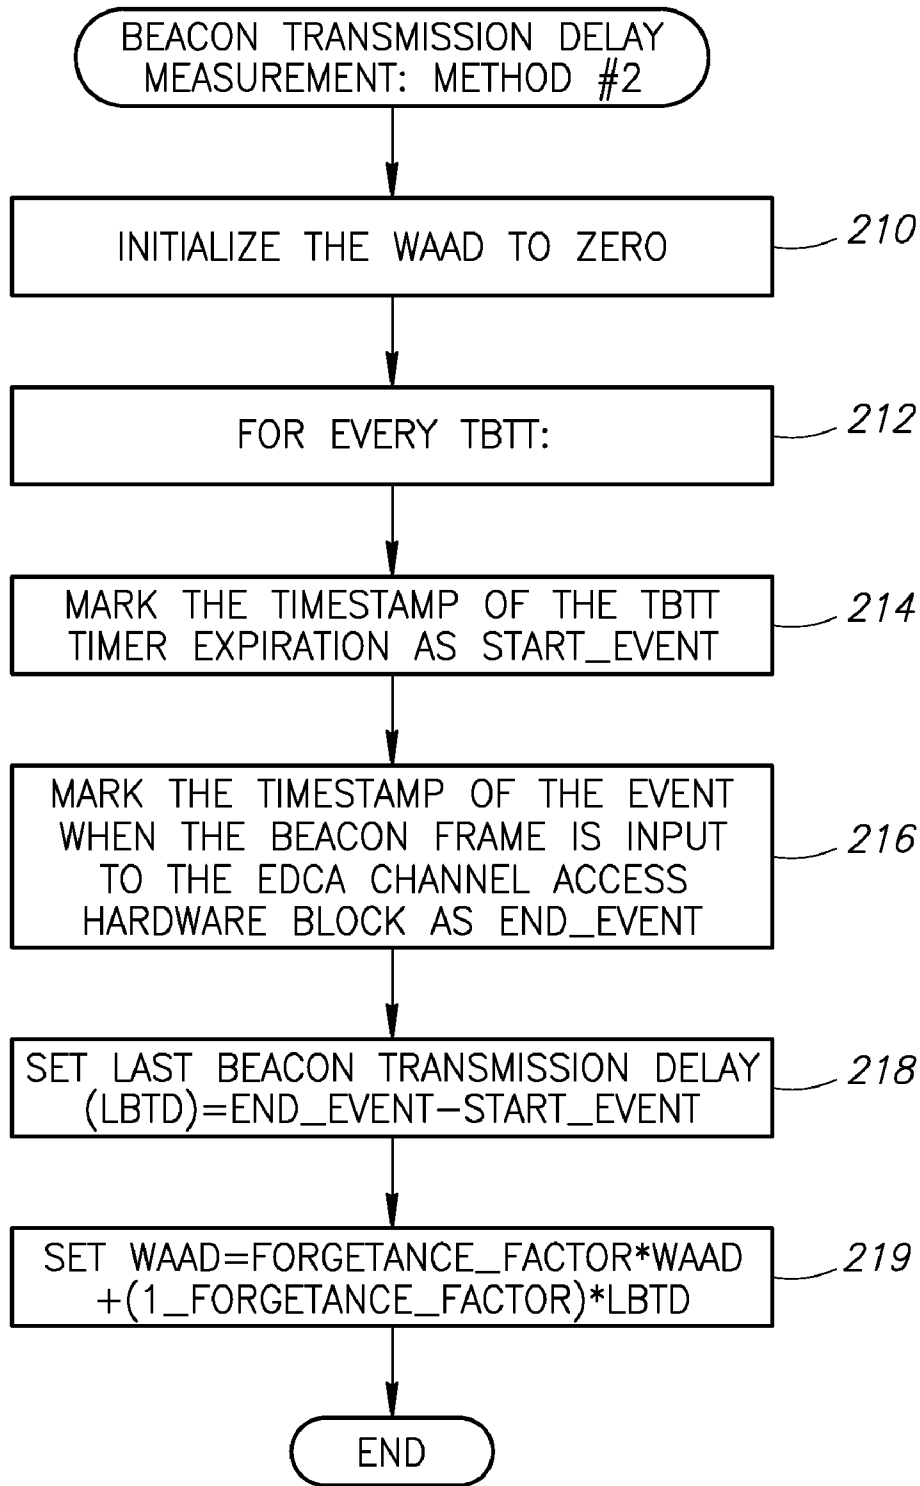 BEACON TRANSMISSION DELAY
MEASUREMENT: METHOD #2
INITIALIZE THE WAAD TO ZERO
210
FOR EVERY TBTT:
212
MARK THE TIMESTAMP OF THE TBTT
TIMER EXPIRATION AS START_EVENT
214
MARK THE TIMESTAMP OF THE EVENT
WHEN THE BEACON FRAME IS INPUT
TO THE EDCA CHANNEL ACCESS
HARDWARE BLOCK AS END_EVENT
216
SET LAST BEACON TRANSMISSION DELAY
(LBTD)=END_EVENT–START_EVENT
218
SET WAAD=FORGETANCE_FACTOR*WAAD
+(1_FORGETANCE_FACTOR)*LBTD
219
END